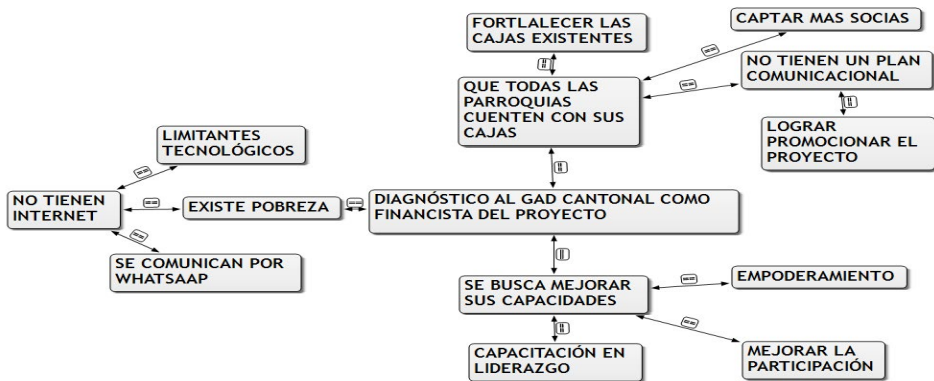 FORTLALECER LAS
CAJAS EXISTENTES
CAPTAR MAS SOCIAS
QUE TODAS LAS
PARROQUIAS
CUENTEN CON SUS
CAJAS
NO TIENEN UN PLAN
COMUNICACIONAL
LOGRAR
PROMOCIONAR EL
PROYECTO
LIMITANTES
TECNOLÓGICOS
NO TIENEN
INTERNET
EXISTE POBREZA
DIAGNÓSTICO AL GAD CANTONAL COMO
FINANCISTA DEL PROYECTO
SE COMUNICAN POR
WHATSAAP
SE BUSCA MEJORAR
SUS CAPACIDADES
EMPODERAMIENTO
CAPACITACIÓN EN
LIDERAZGO
MEJORAR LA
PARTICIPACIÓN